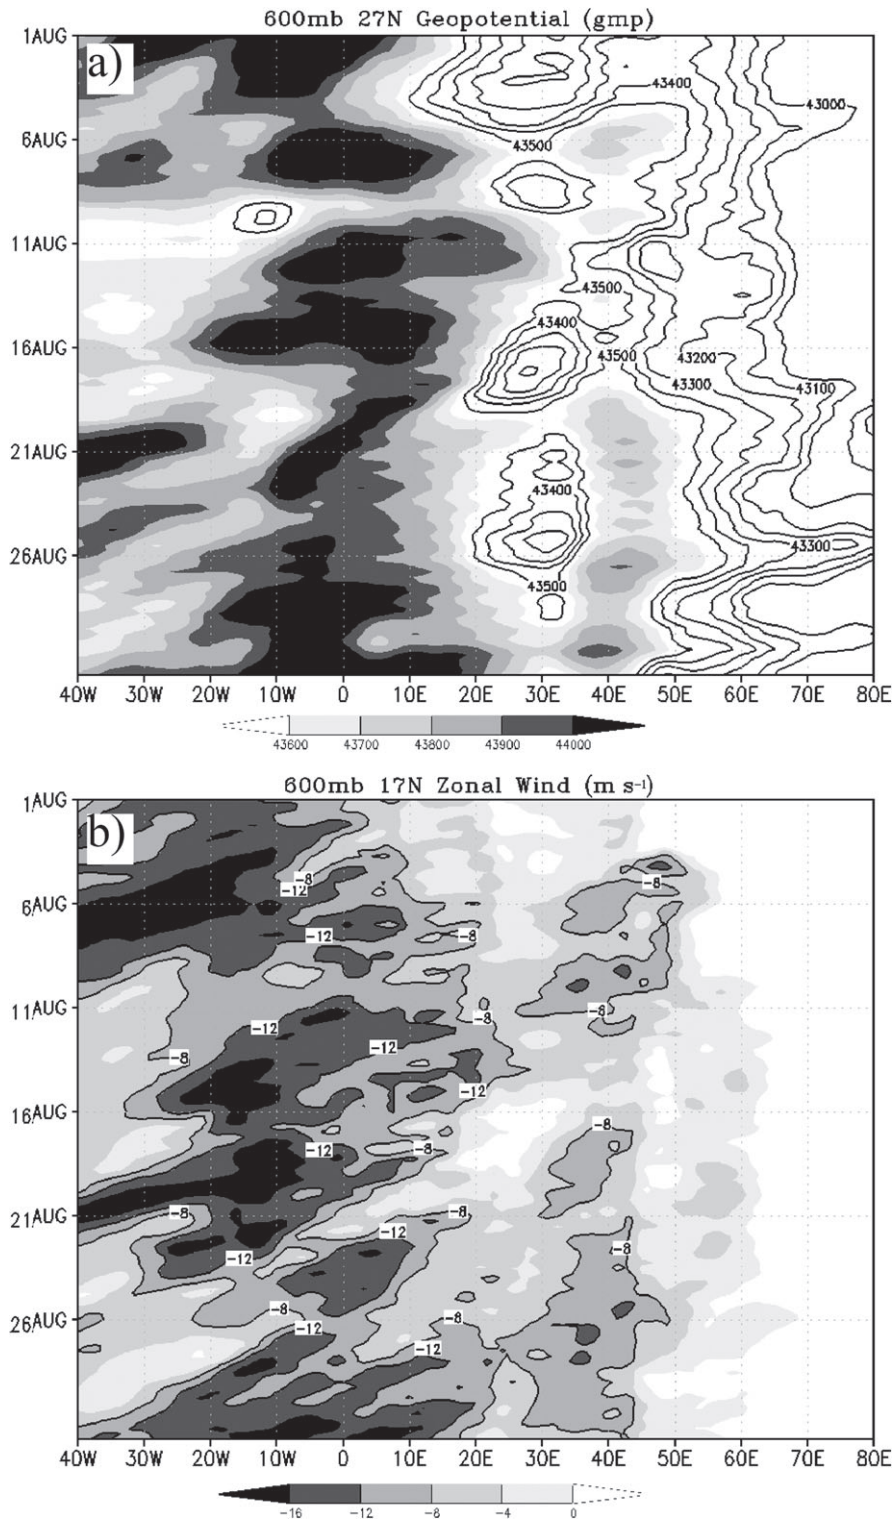 600mb 27N Geopotential (gmp)
a)
1AUG
6AUG
11AUG
16AUG
21AUG
26AUG
43400
43000
43500
43500
43400
43500
43200
43300
43100
43400
43300
43500
40W 30W 20W 10W 0 10E 20E 30E 40E 50E 60E 70E 80E
43600 43700 43800 43900 44000
600mb 17N Zonal Wind (m s⁻¹)
b)
1AUG
6AUG
11AUG
16AUG
21AUG
26AUG
-8
-8
-12
-12
-8
-8
-8
-12
-12
-8
-12
-8
-12
-8
-8
-8
-12
-8
-12
-8
-8
-12
-12
40W 30W 20W 10W 0 10E 20E 30E 40E 50E 60E 70E 80E
-16 -12 -8 -4 0